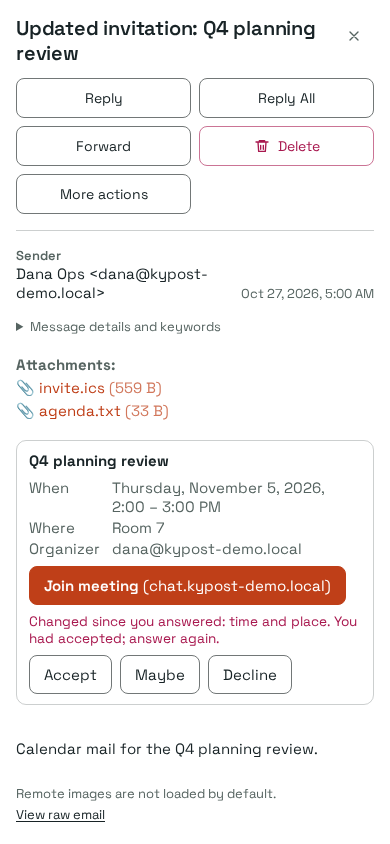 Updated invitation: Q4 planning
review
Reply
Reply All
Forward
Delete
More actions
Sender
Dana Ops <dana@kypost-
demo.local>
Oct 27, 2026, 5:00 AM
Message details and keywords
Attachments:
invite.ics (559 B)
agenda.txt (33 B)
Q4 planning review
When Thursday, November 5, 2026,
2:00 – 3:00 PM
Where Room 7
Organizer dana@kypost-demo.local
Join meeting (chat.kypost-demo.local)
Changed since you answered: time and place. You
had accepted; answer again.
Accept
Maybe
Decline
Calendar mail for the Q4 planning review.
Remote images are not loaded by default.
View raw email